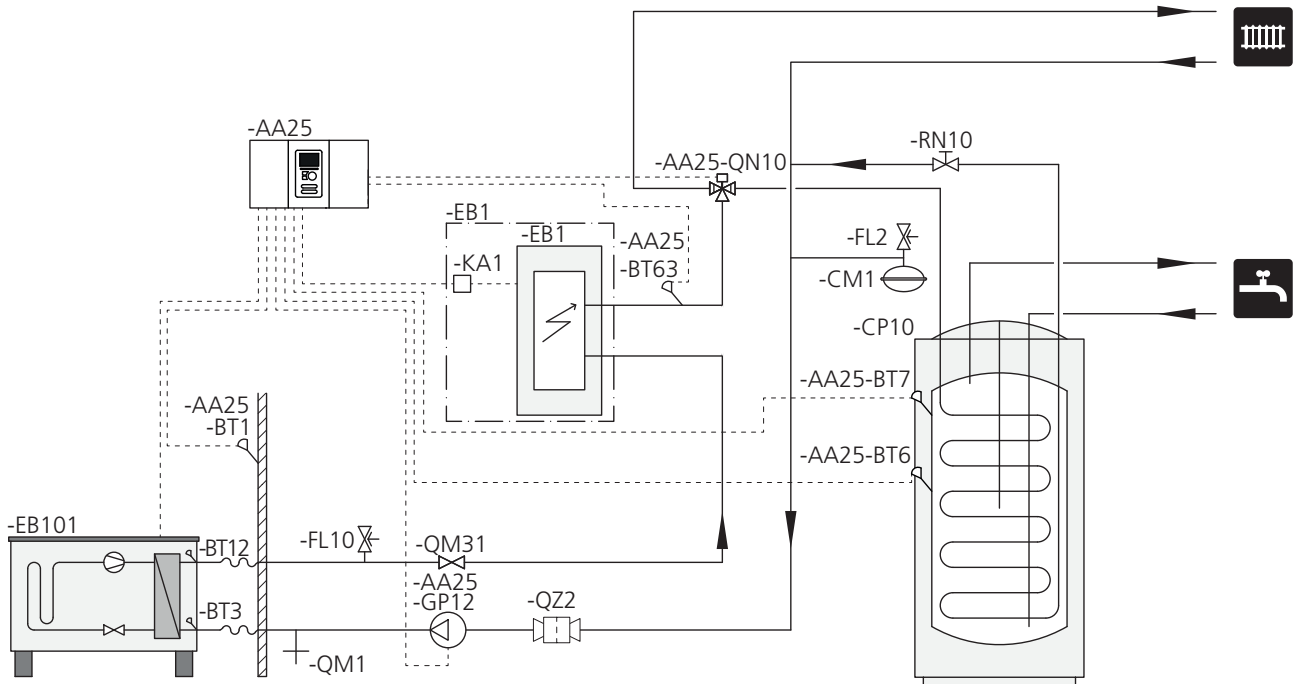 -AA25
-RN10
-AA25-QN10
-EB1
-EB1
-AA25
-BT63
-KA1
-FL2
-CM1
-CP10
-AA25-BT7
-AA25
-BT1
-AA25-BT6
-EB101
-BT12
-FL10
-QM31
-AA25
-GP12
-QZ2
-BT3
-QM1